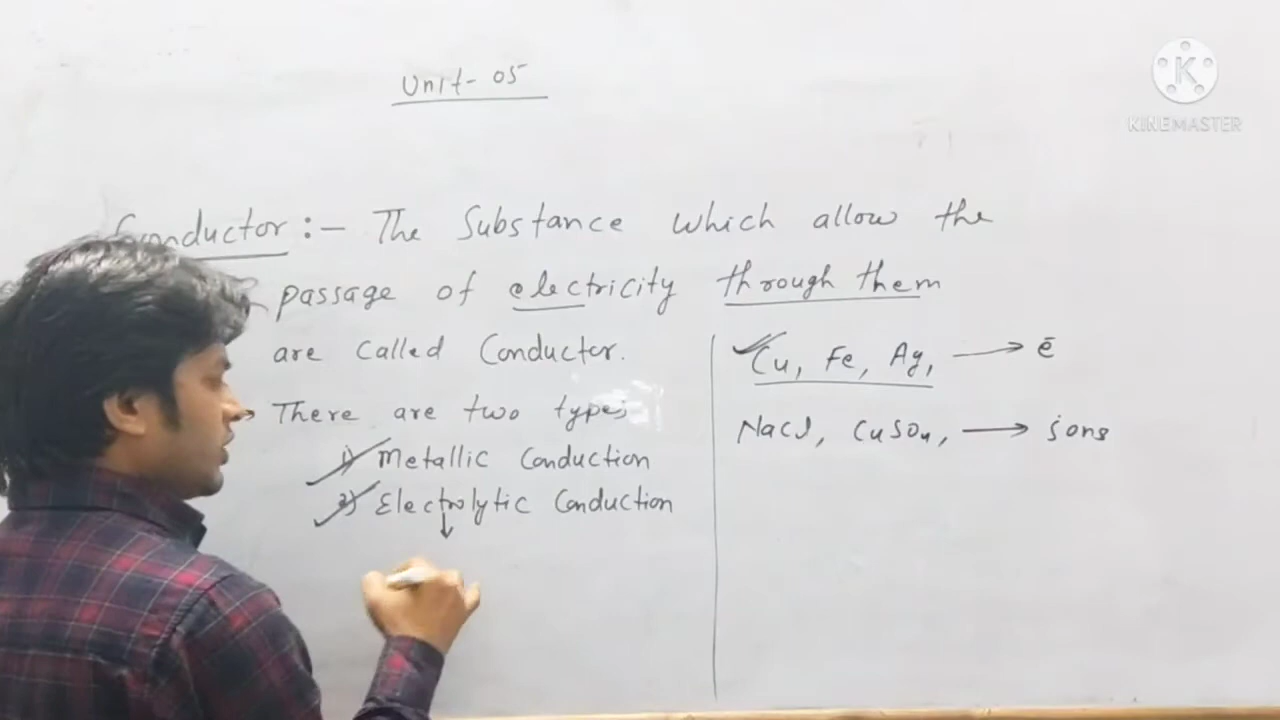 Unit-05
KINEMASTER
Conductor :- The Substance which allow the
passage of electricity through them
are called Conductor.
There are two types
1) Metallic Conduction
2) Electrolytic Conduction
Cu, Fe, Ag, → ē
NaCl, CuSO4, → ions